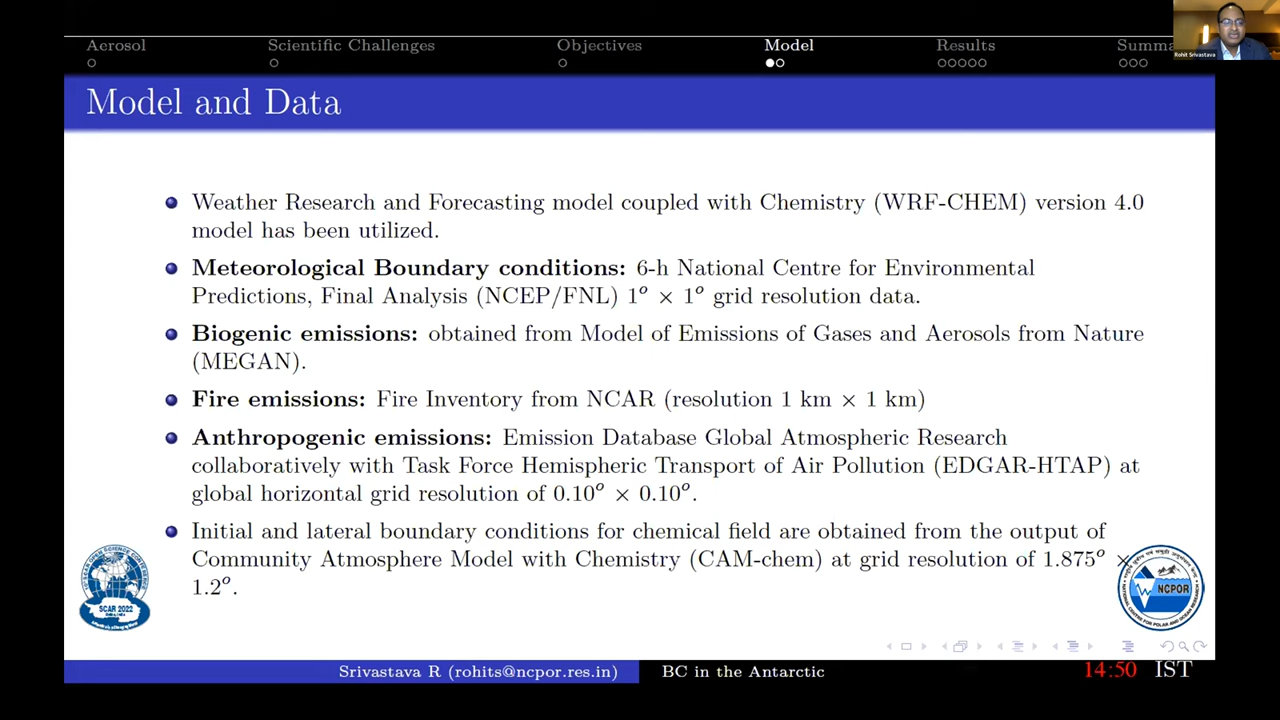 Aerosol Scientific Challenges Objectives Model Results Summa
Rohit Srivastava
Model and Data
Weather Research and Forecasting model coupled with Chemistry (WRF-CHEM) version 4.0
model has been utilized.
Meteorological Boundary conditions: 6-h National Centre for Environmental
Predictions, Final Analysis (NCEP/FNL) 1° × 1° grid resolution data.
Biogenic emissions: obtained from Model of Emissions of Gases and Aerosols from Nature
(MEGAN).
Fire emissions: Fire Inventory from NCAR (resolution 1 km × 1 km)
Anthropogenic emissions: Emission Database Global Atmospheric Research
collaboratively with Task Force Hemispheric Transport of Air Pollution (EDGAR-HTAP) at
global horizontal grid resolution of 0.10° × 0.10°.
Initial and lateral boundary conditions for chemical field are obtained from the output of
Community Atmosphere Model with Chemistry (CAM-chem) at grid resolution of 1.875° ×
1.2°.
SCAR 2022
NCPOR
Srivastava R (rohits@ncpor.res.in) BC in the Antarctic 14:50 IST